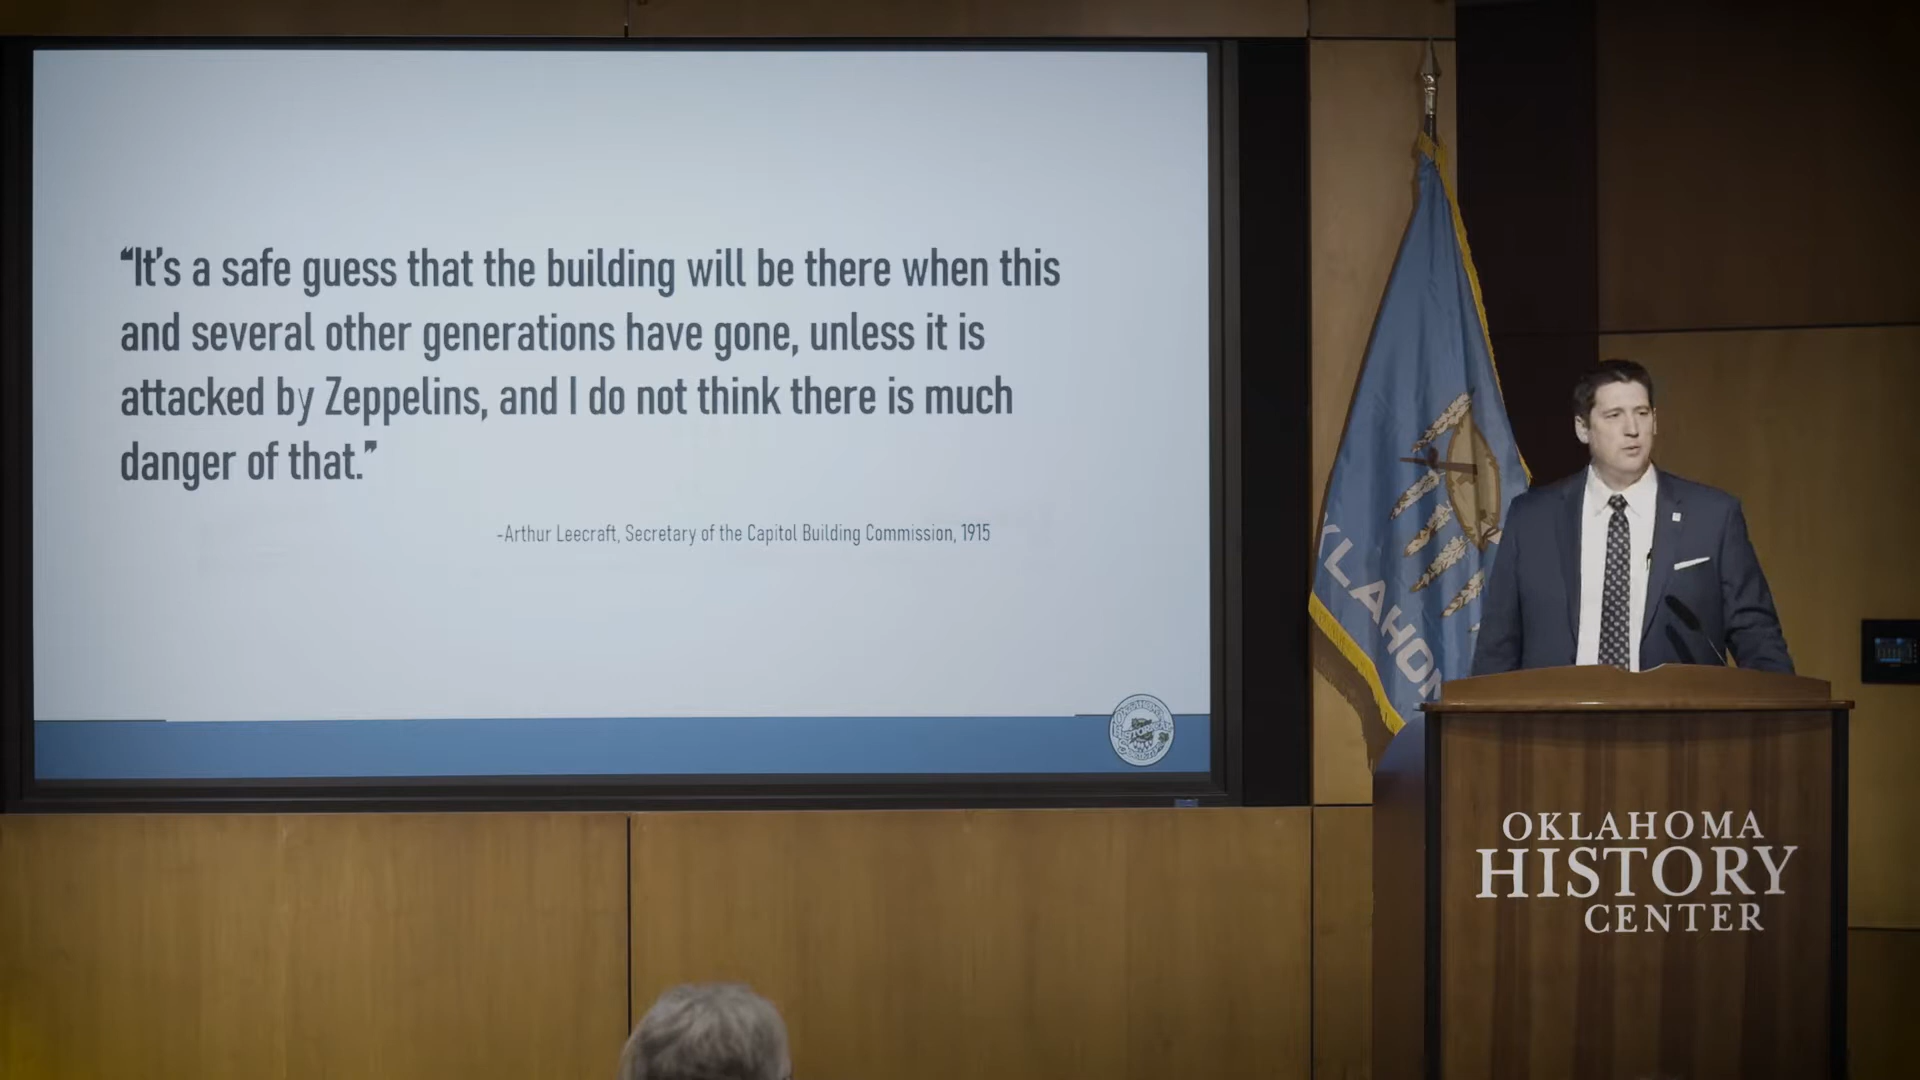 “It’s a safe guess that the building will be there when this
and several other generations have gone, unless it is
attacked by Zeppelins, and I do not think there is much
danger of that.”
-Arthur Leecraft, Secretary of the Capitol Building Commission, 1915
KLAHOM
OKLAHOMA
HISTORY
CENTER